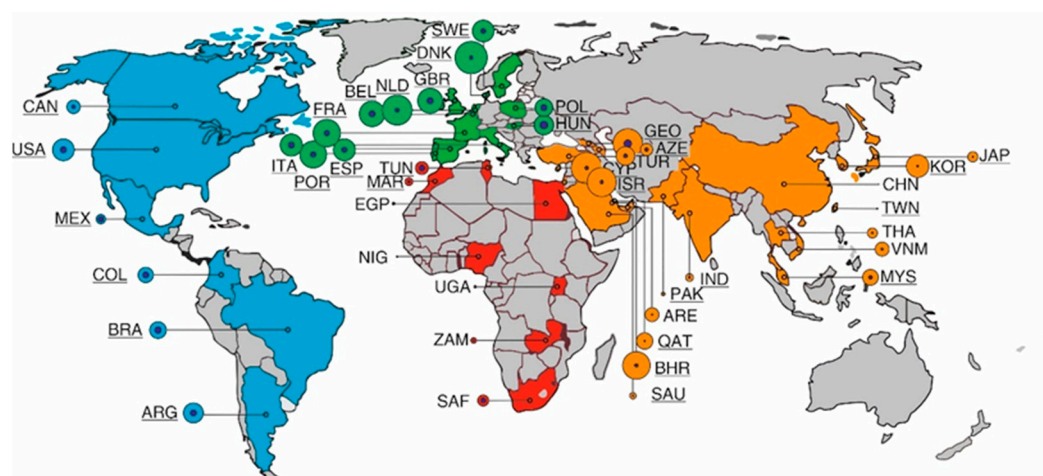 SWE
DNK
GBR
NLD
BEL
FRA
POL
HUN
CAN
USA
ITA
ESP
POR
GEO
AZE
TUR
ISR
JAP
KOR
TUN
MAR
CHN
EGP
TWN
MEX
THA
VNM
NIG
COL
IND
MYS
UGA
PAK
ARE
BRA
ZAM
QAT
BHR
SAU
ARG
SAF